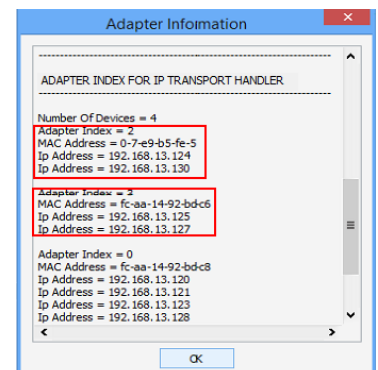 Adapter Information
ADAPTER INDEX FOR IP TRANSPORT HANDLER
Number Of Devices = 4
Adapter Index = 2
MAC Address = 0-7-e9-b5-fe-5
Ip Address = 192.168.13.124
Ip Address = 192.168.13.130
Adapter Index = 3
MAC Address = fc-aa-14-92-bd-c6
Ip Address = 192.168.13.125
Ip Address = 192.168.13.127
Adapter Index = 0
MAC Address = fc-aa-14-92-bd-c8
Ip Address = 192.168.13.120
Ip Address = 192.168.13.121
Ip Address = 192.168.13.123
Ip Address = 192.168.13.128
OK